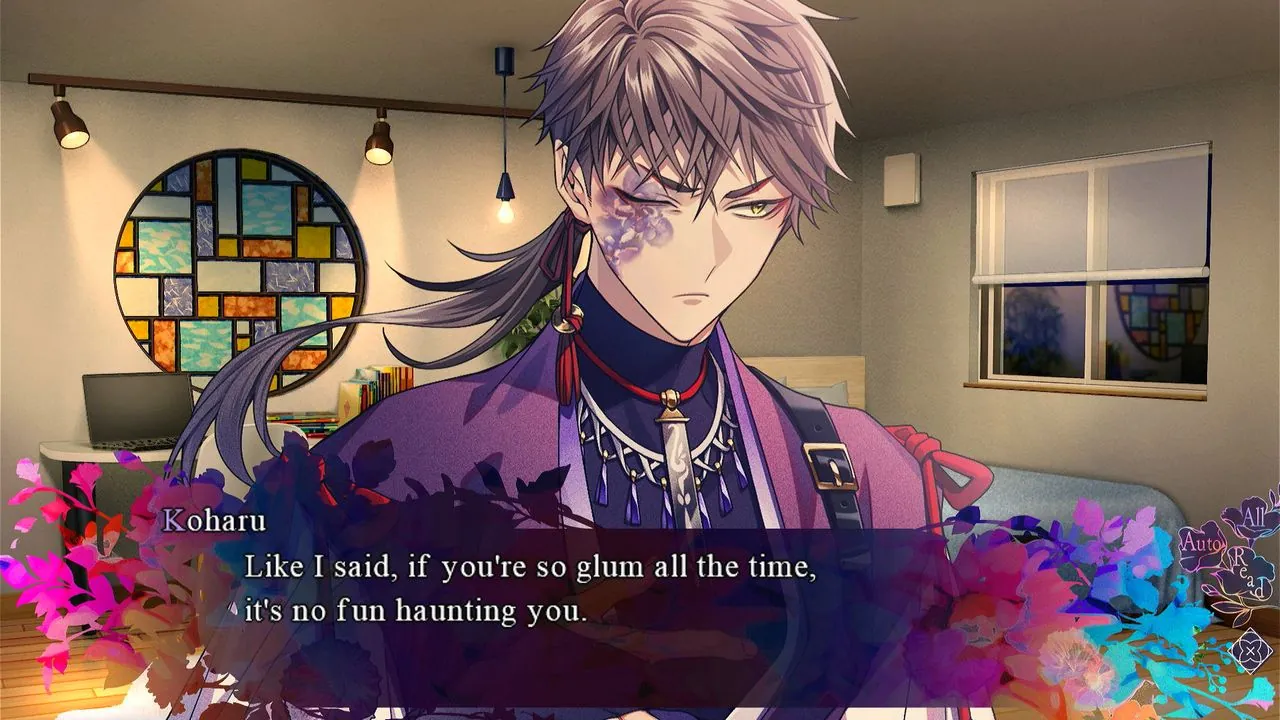 Koharu
Like I said, if you're so glum all the time,
it's no fun haunting you.
All
Auto
Read